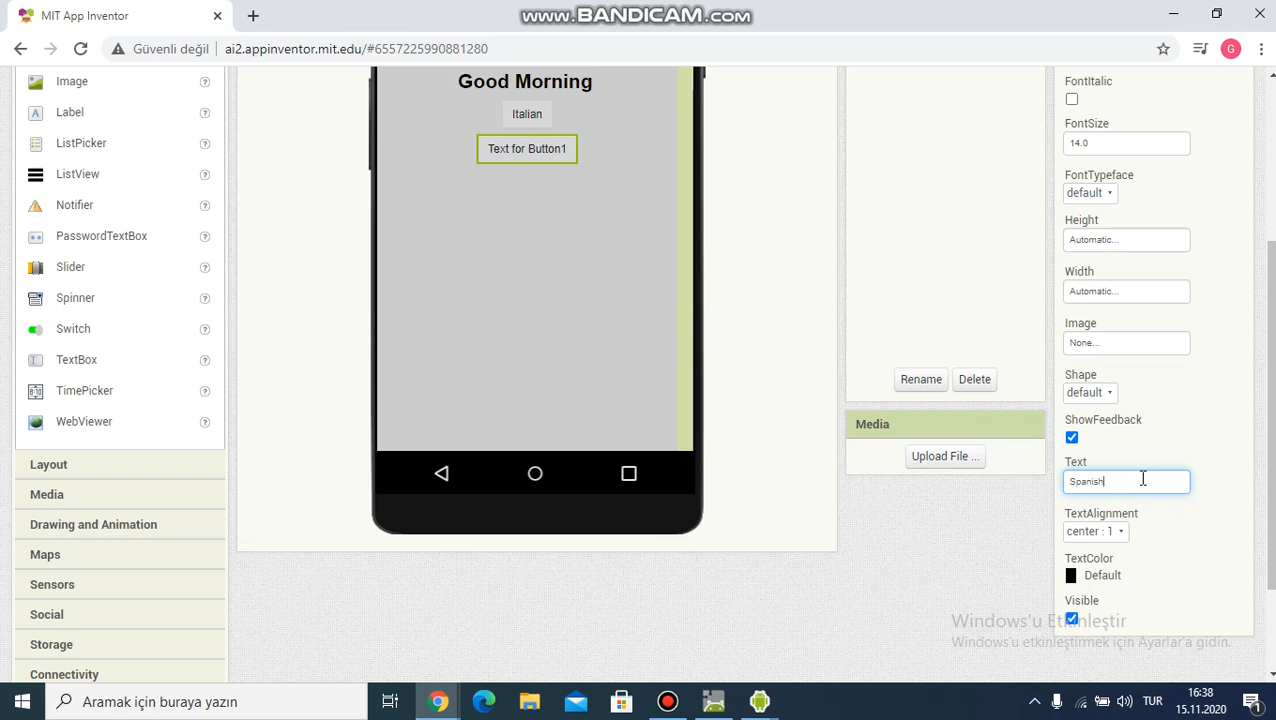 www.BANDICAM.com
MIT App Inventor
Güvenli değil
ai2.appinventor.mit.edu/#6557225990881280
G
Image
Label
ListPicker
ListView
Notifier
PasswordTextBox
Slider
Spinner
Switch
TextBox
TimePicker
WebViewer
Layout
Media
Drawing and Animation
Maps
Sensors
Social
Storage
Connectivity
Good Morning
Italian
Text for Button1
Rename
Delete
Media
Upload File ...
FontItalic
FontSize
14.0
FontTypeface
default
Height
Automatic...
Width
Automatic...
Image
None...
Shape
default
ShowFeedback
Text
Spanish
TextAlignment
center : 1
TextColor
Default
Visible
Windows'u Etkinleştir
Windows'u etkinleştirmek için Ayarlar'a gidin.
Aramak için buraya yazın
TUR
16:38
15.11.2020
1